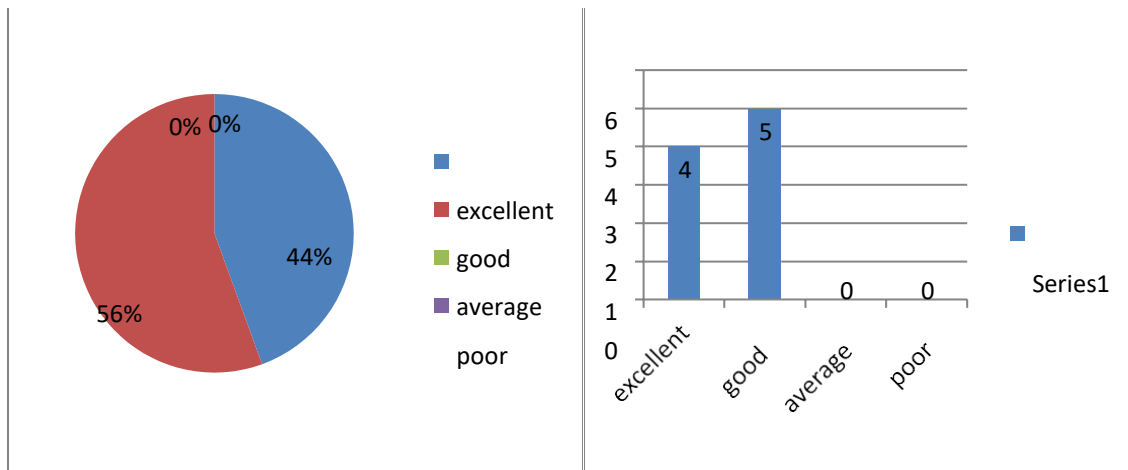 0% 0%
44%
56%
excellent
good
average
poor
6
5
4
3
2
1
0
4
5
0
0
excellent
good
average
poor
Series1